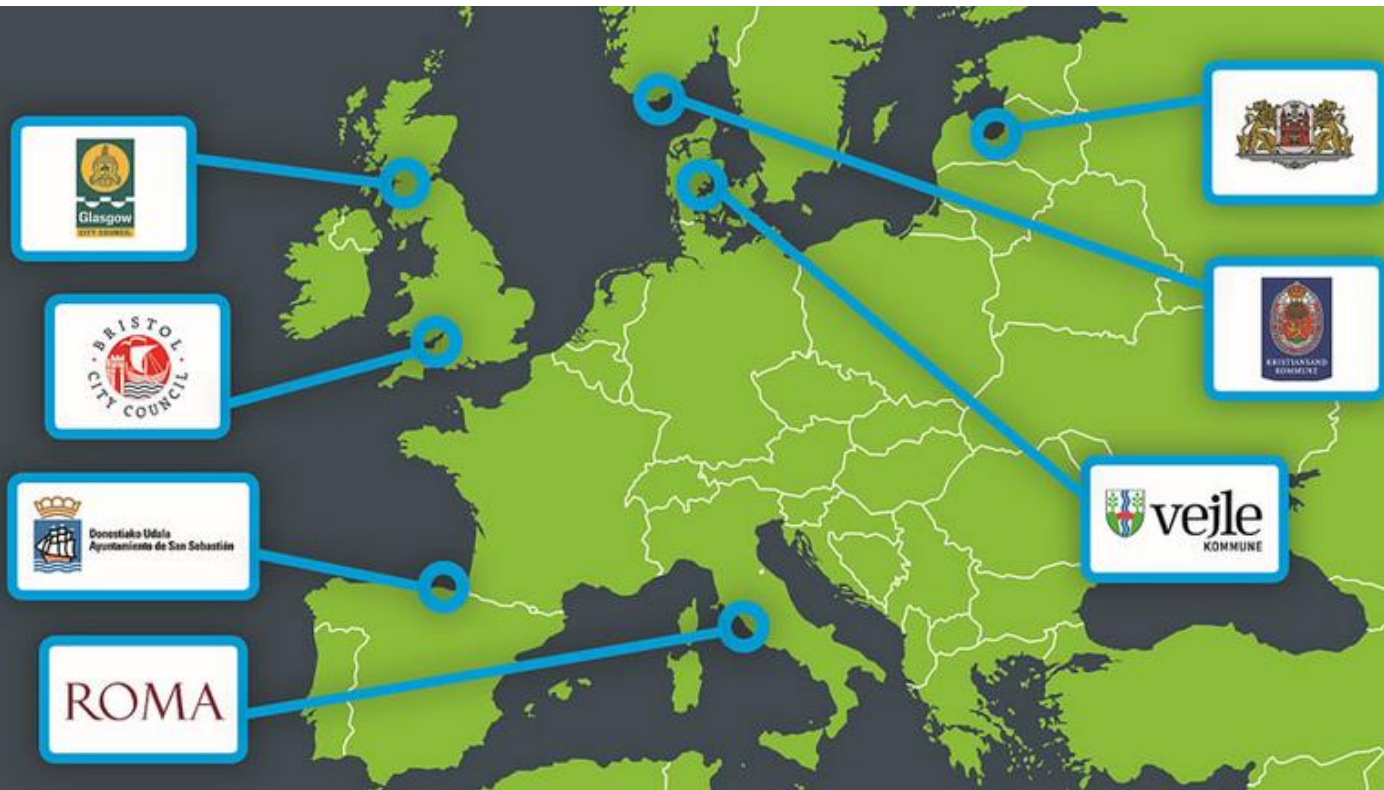 Glasgow
CITY COUNCIL
BRISTOL
CITY COUNCIL
Donostiako Udala
Ayuntamiento de San Sebastián
ROMA
KRISTIANSAND
KOMMUNE
vejle
KOMMUNE